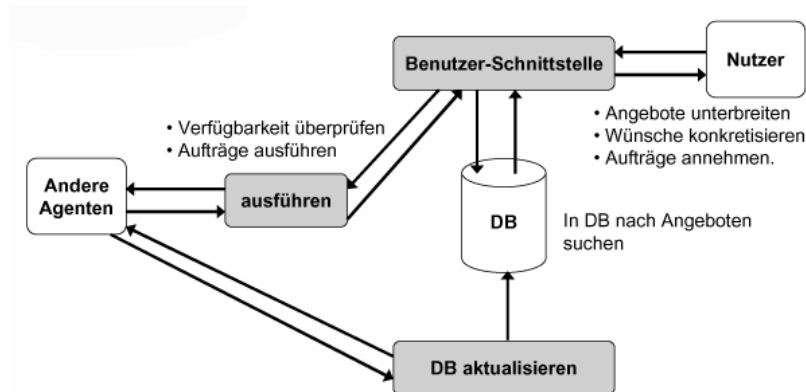 Benutzer-Schnittstelle
Nutzer
• Angebote unterbreiten
• Wünsche konkretisieren
• Aufträge annehmen.
• Verfügbarkeit überprüfen
• Aufträge ausführen
Andere
Agenten
ausführen
DB
In DB nach Angeboten
suchen
DB aktualisieren